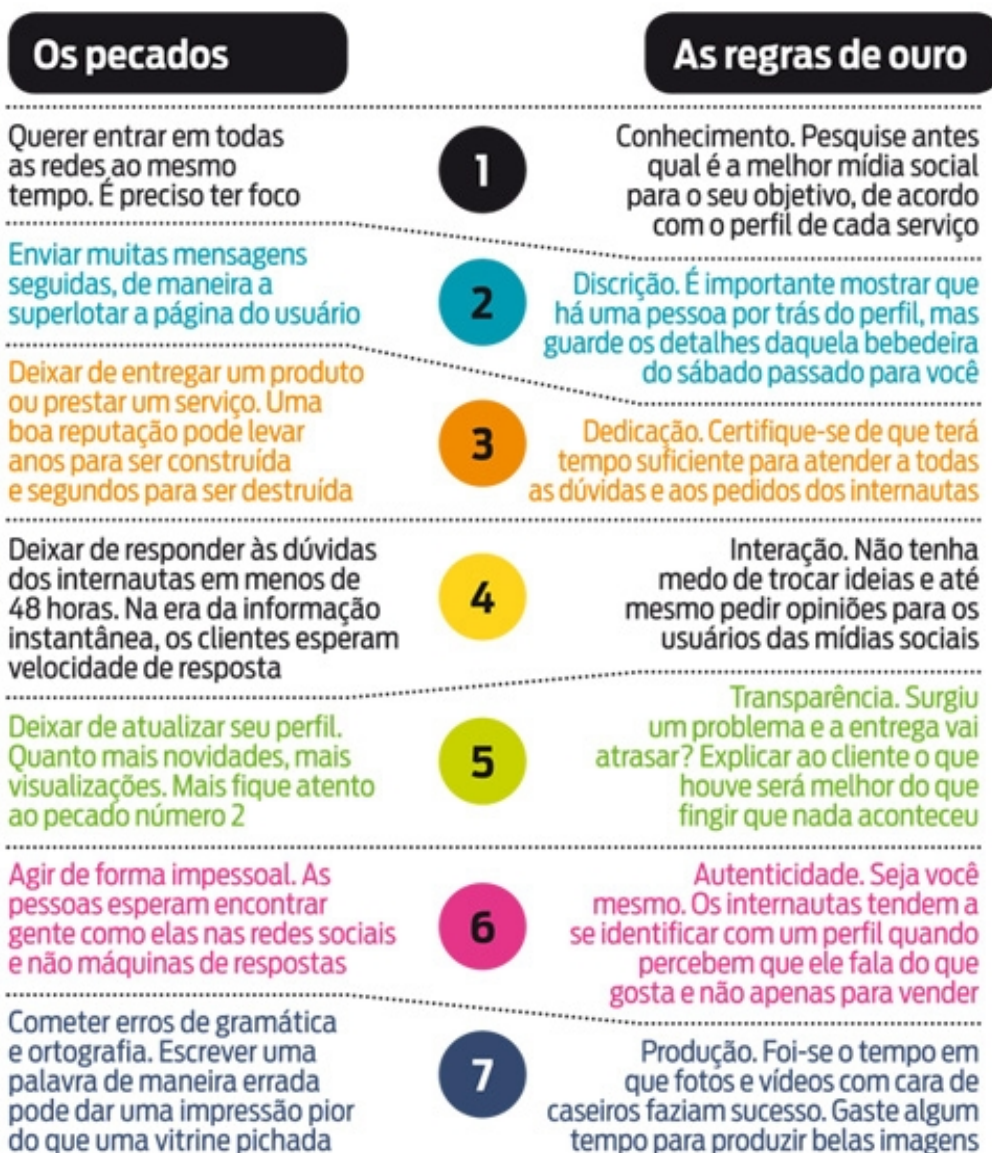 Os pecados
As regras de ouro
Querer entrar em todas
as redes ao mesmo
tempo. É preciso ter foco
1
Conhecimento. Pesquise antes
qual é a melhor mídia social
para o seu objetivo, de acordo
com o perfil de cada serviço
Enviar muitas mensagens
seguidas, de maneira a
superlotar a página do usuário
2
Discrição. É importante mostrar que
há uma pessoa por trás do perfil, mas
guarde os detalhes daquela bebedeira
do sábado passado para você
Deixar de entregar um produto
ou prestar um serviço. Uma
boa reputação pode levar
anos para ser construída
e segundos para ser destruída
3
Dedicação. Certifique-se de que terá
tempo suficiente para atender a todas
as dúvidas e aos pedidos dos internautas
Deixar de responder às dúvidas
dos internautas em menos de
48 horas. Na era da informação
instantânea, os clientes esperam
velocidade de resposta
4
Interação. Não tenha
medo de trocar ideias e até
mesmo pedir opiniões para os
usuários das mídias sociais
Deixar de atualizar seu perfil.
Quanto mais novidades, mais
visualizações. Mais fique atento
ao pecado número 2
5
Transparência. Surgiu
um problema e a entrega vai
atrasar? Explicar ao cliente o que
houve será melhor do que
fingir que nada aconteceu
Agir de forma impessoal. As
pessoas esperam encontrar
gente como elas nas redes sociais
e não máquinas de respostas
6
Autenticidade. Seja você
mesmo. Os internautas tendem a
se identificar com um perfil quando
percebem que ele fala do que
gosta e não apenas para vender
Cometer erros de gramática
e ortografia. Escrever uma
palavra de maneira errada
pode dar uma impressão pior
do que uma vitrine pichada
7
Produção. Foi-se o tempo em
que fotos e vídeos com cara de
caseiros faziam sucesso. Gaste algum
tempo para produzir belas imagens